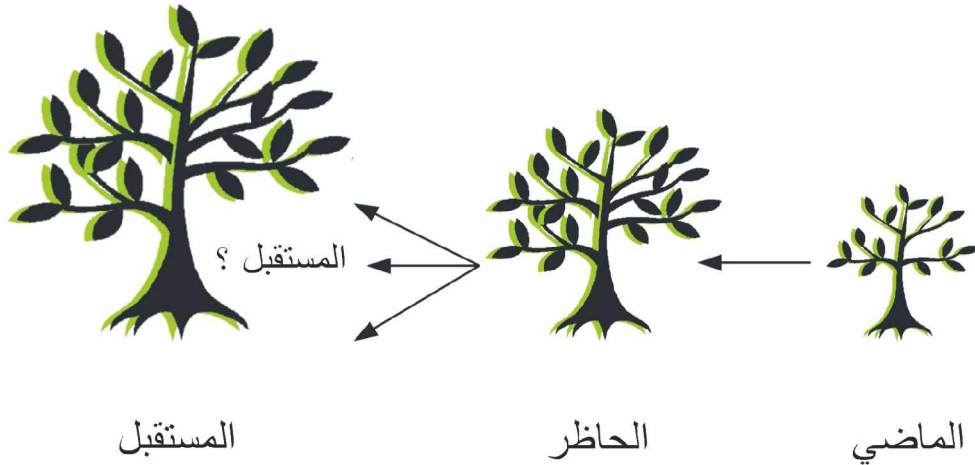 المستقبل ؟
الماضي
الحاظر
المستقبل